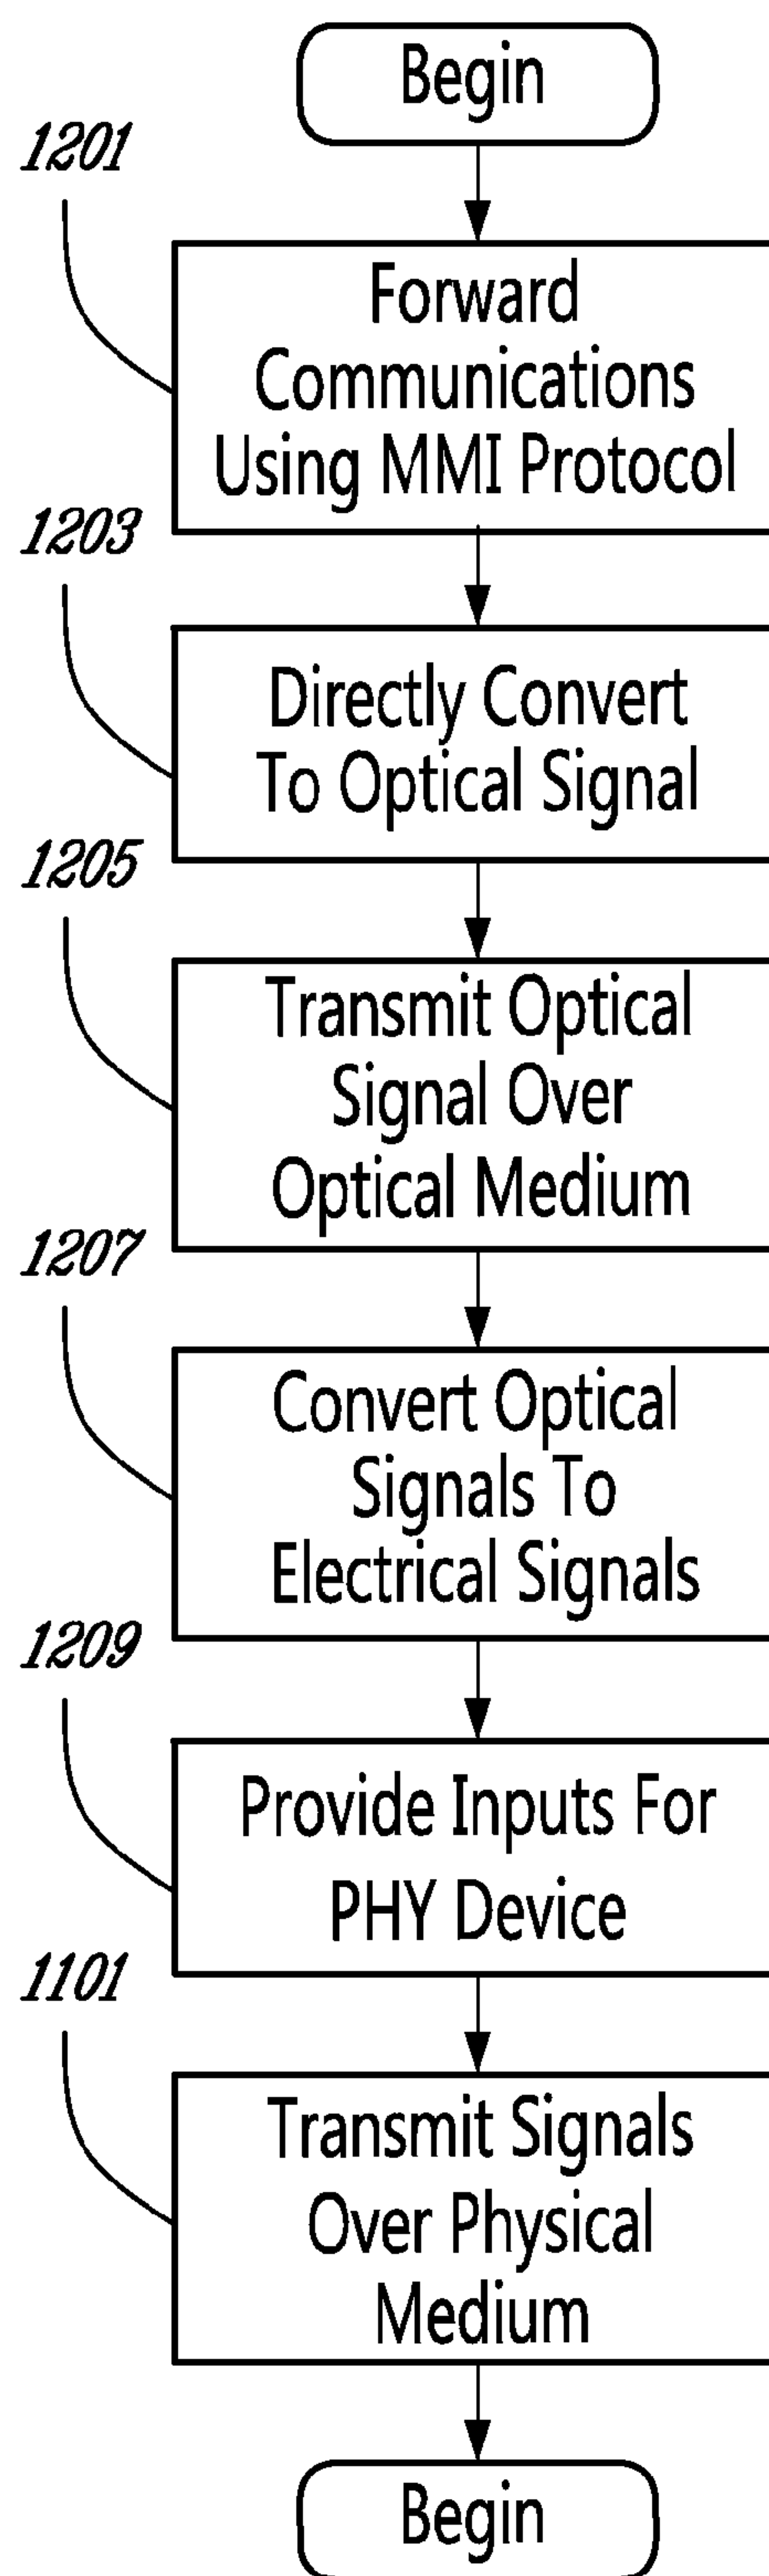 Begin
1201
Forward
Communications
Using MMI Protocol
1203
Directly Convert
To Optical Signal
1205
Transmit Optical
Signal Over
Optical Medium
1207
Convert Optical
Signals To
Electrical Signals
1209
Provide Inputs For
PHY Device
1101
Transmit Signals
Over Physical
Medium
Begin